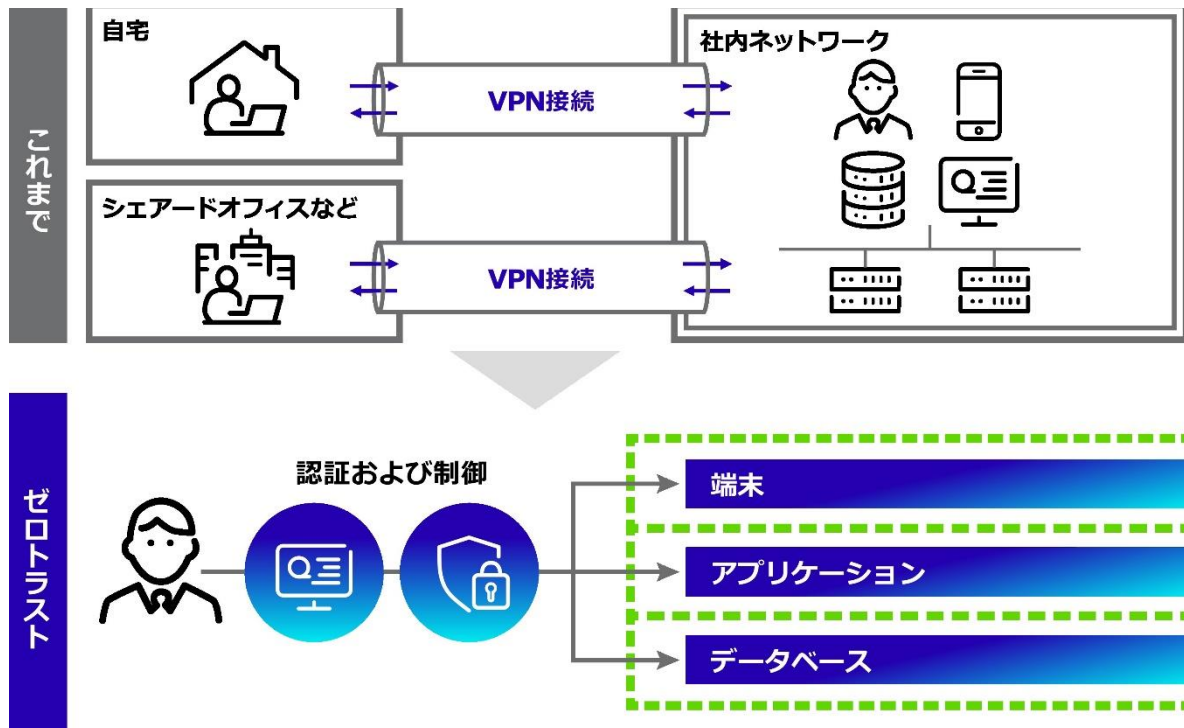 これまで
自宅
VPN接続
社内ネットワーク
シェアードオフィスなど
VPN接続
ゼロトラスト
認証および制御
端末
アプリケーション
データベース